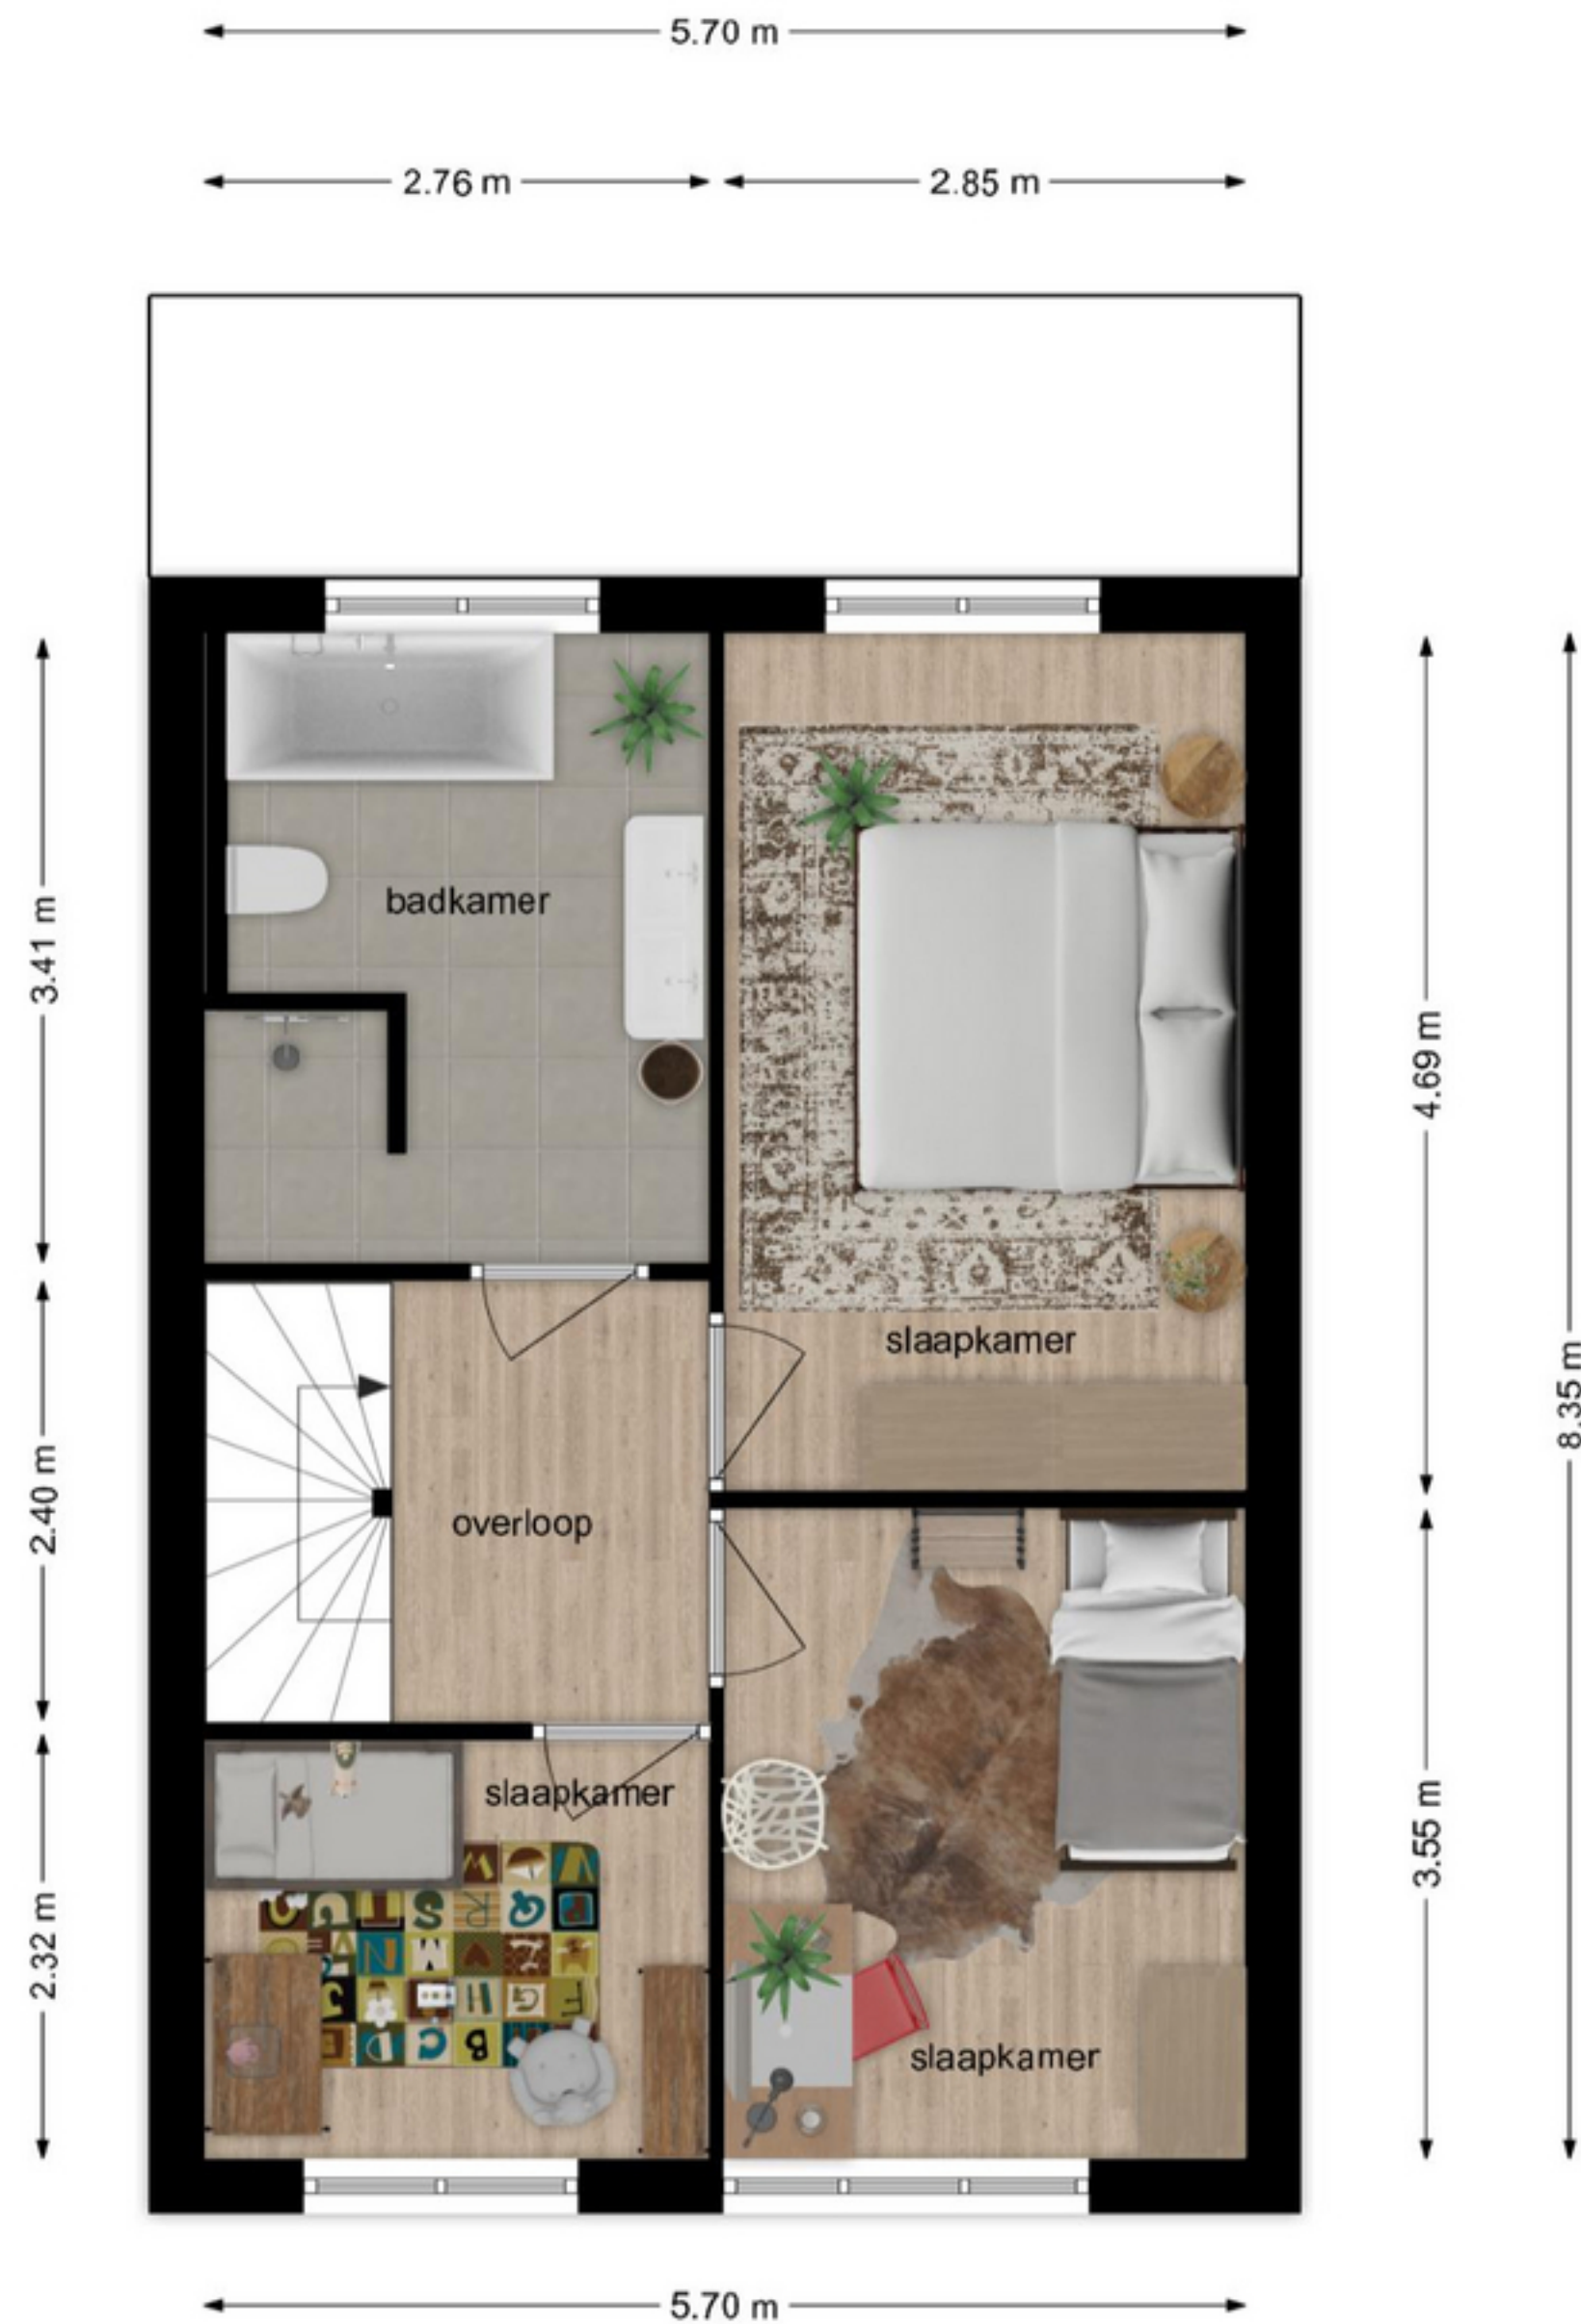 5.70 m
2.76 m
2.85 m
badkamer
3.41 m
4.69 m
slaapkamer
8.35 m
2.40 m
overloop
slaapkamer
3.55 m
2.32 m
slaapkamer
5.70 m